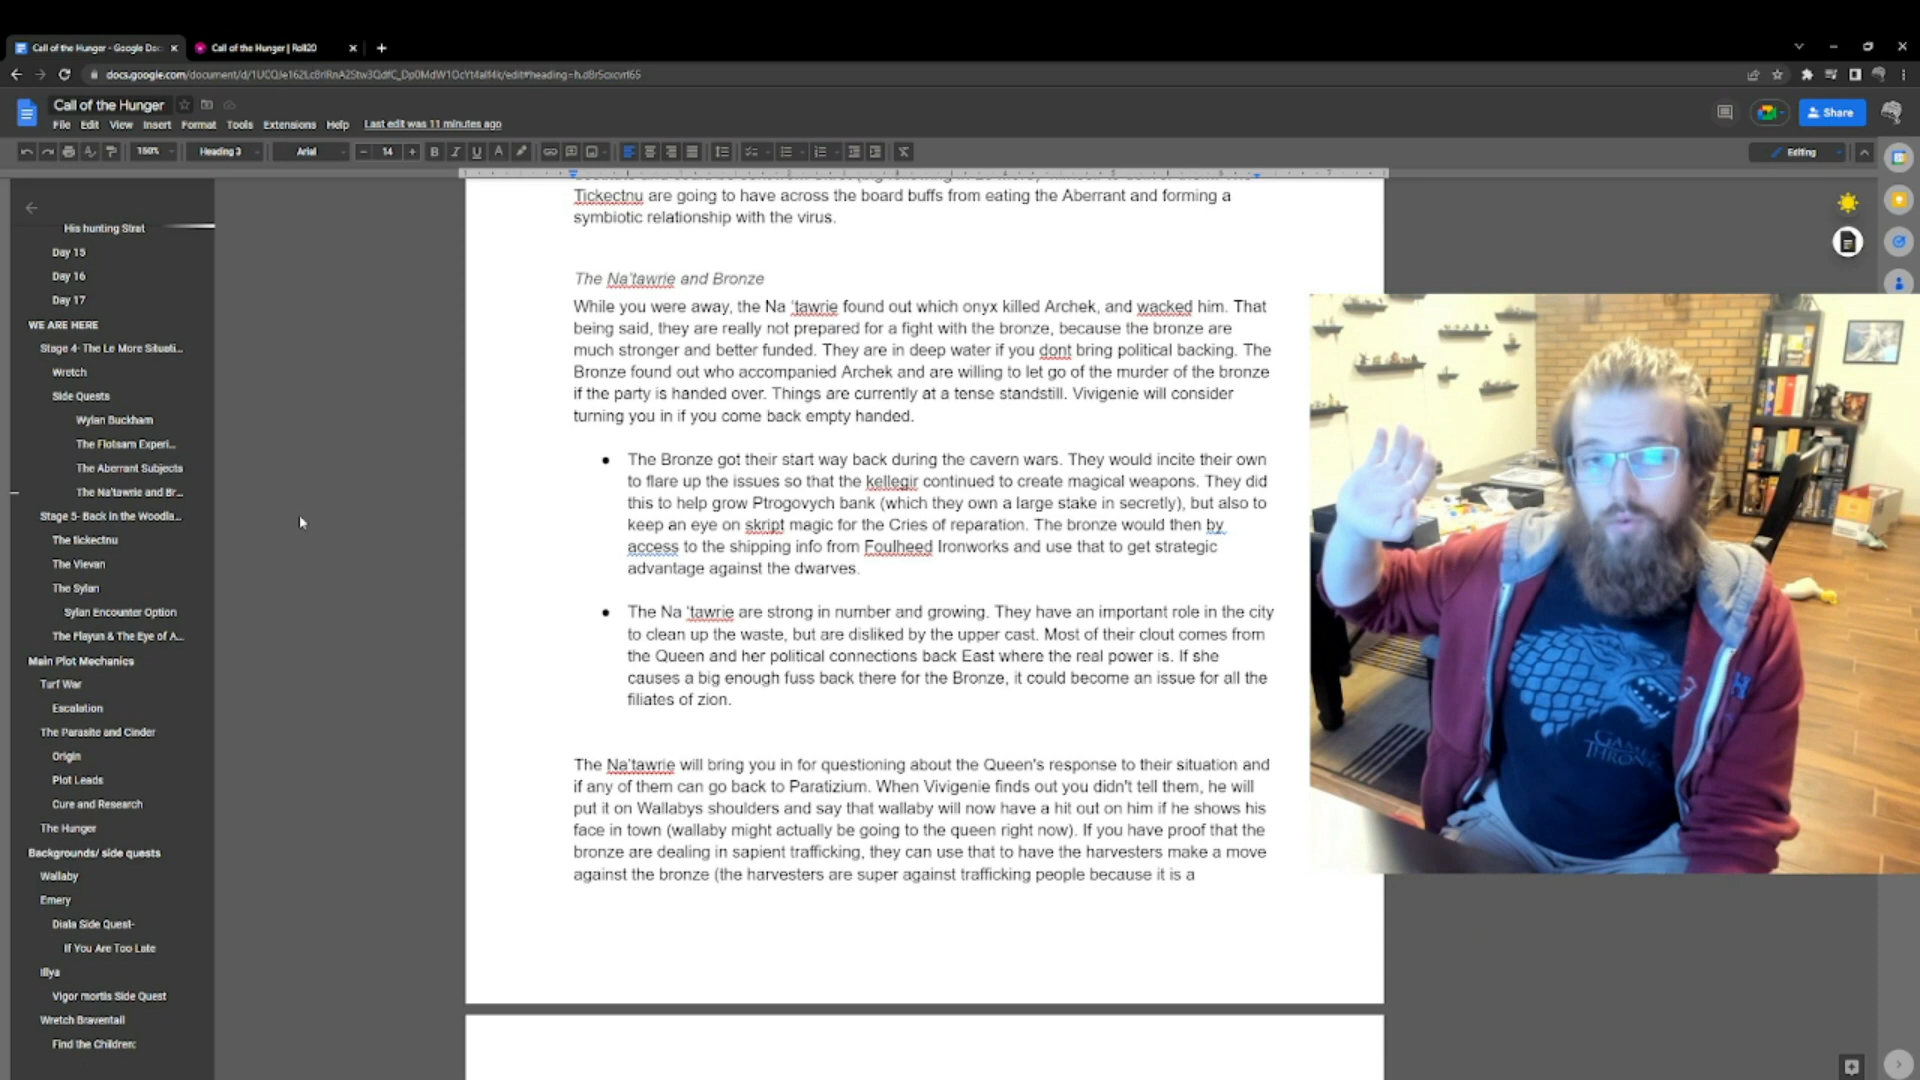 Call of the Hunger - Google Doc
Call of the Hunger | Roll20
Call of the Hunger
File Edit View Insert Format Tools Extensions Help Last edit was 11 minutes ago
Share
150% Heading 3 Arial 14 Editing
Tickectnu are going to have across the board buffs from eating the Aberrant and forming a
symbiotic relationship with the virus.
The Na'tawrie and Bronze
While you were away, the Na 'tawrie found out which onyx killed Archek, and wacked him. That
being said, they are really not prepared for a fight with the bronze, because the bronze are
much stronger and better funded. They are in deep water if you dont bring political backing. The
Bronze found out who accompanied Archek and are willing to let go of the murder of the bronze
if the party is handed over. Things are currently at a tense standstill. Vivigenie will consider
turning you in if you come back empty handed.
● The Bronze got their start way back during the cavern wars. They would incite their own
to flare up the issues so that the kellegir continued to create magical weapons. They did
this to help grow Ptrogovych bank (which they own a large stake in secretly), but also to
keep an eye on skript magic for the Cries of reparation. The bronze would then by
access to the shipping info from Foulheed Ironworks and use that to get strategic
advantage against the dwarves.
● The Na 'tawrie are strong in number and growing. They have an important role in the city
to clean up the waste, but are disliked by the upper cast. Most of their clout comes from
the Queen and her political connections back East where the real power is. If she
causes a big enough fuss back there for the Bronze, it could become an issue for all the
filiates of zion.
The Na'tawrie will bring you in for questioning about the Queen's response to their situation and
if any of them can go back to Paratizium. When Vivigenie finds out you didn't tell them, he will
put it on Wallabys shoulders and say that wallaby will now have a hit out on him if he shows his
face in town (wallaby might actually be going to the queen right now). If you have proof that the
bronze are dealing in sapient trafficking, they can use that to have the harvesters make a move
against the bronze (the harvesters are super against trafficking people because it is a
His hunting Strat
Day 15
Day 16
Day 17
WE ARE HERE
Stage 4- The Le More Situati...
Wretch
Side Quests
Wylan Buckham
The Flotsam Experi...
The Aberrant Subjects
The Na'tawrie and Br...
Stage 5- Back in the Woodla...
The tickectnu
The Vievan
The Sylan
Sylan Encounter Option
The Flayun & The Eye of A...
Main Plot Mechanics
Turf War
Escalation
The Parasite and Cinder
Origin
Plot Leads
Cure and Research
The Hunger
Backgrounds/ side quests
Wallaby
Emery
Diala Side Quest-
If You Are Too Late
Illya
Vigor mortis Side Quest
Wretch Braventail
Find the Children:
GAME
THRONE